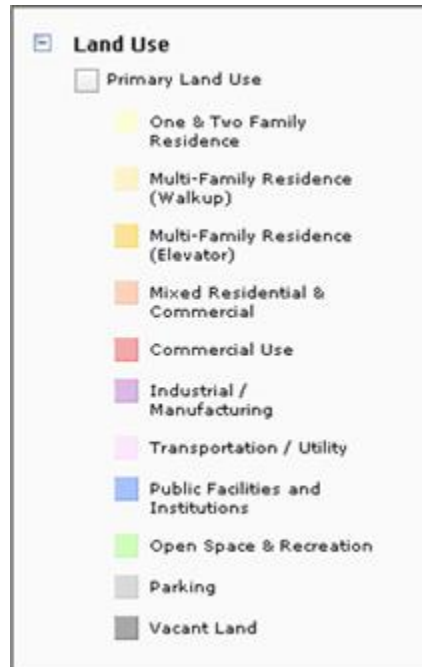 Land Use
Primary Land Use
One & Two Family
Residence
Multi-Family Residence
(Walkup)
Multi-Family Residence
(Elevator)
Mixed Residential &
Commercial
Commercial Use
Industrial /
Manufacturing
Transportation / Utility
Public Facilities and
Institutions
Open Space & Recreation
Parking
Vacant Land